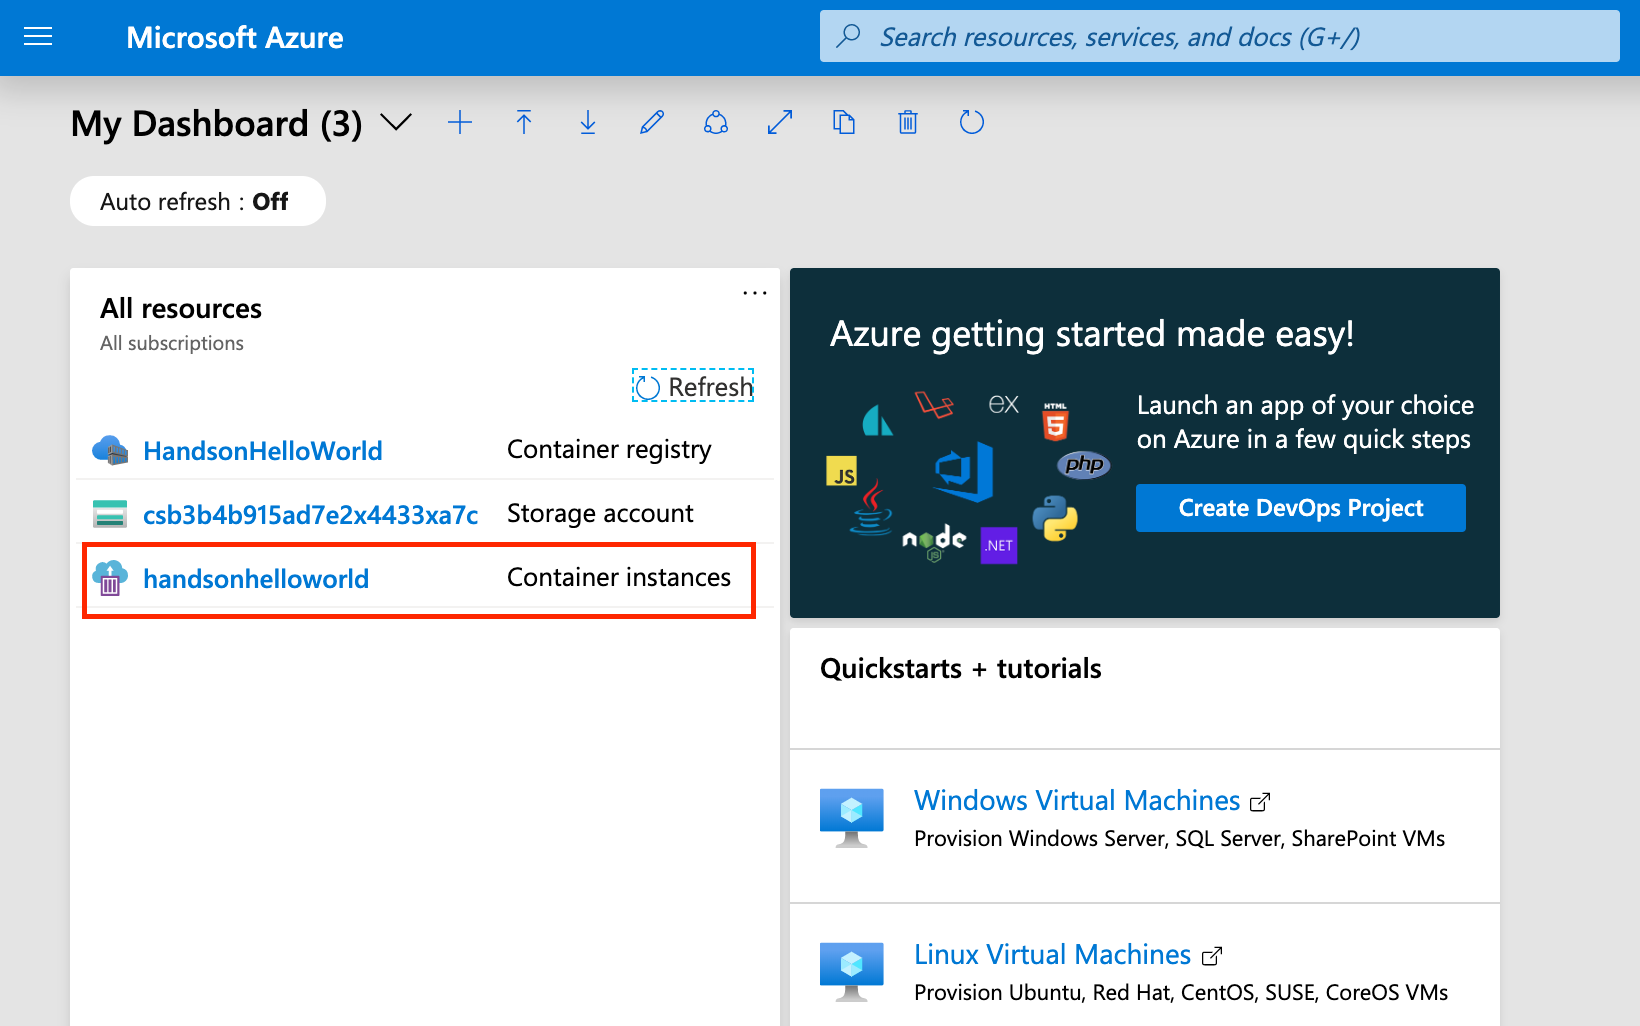 Microsoft Azure
Search resources, services, and docs (G+/)
My Dashboard (3)
Auto refresh : Off
All resources
All subscriptions
Refresh
HandsonHelloWorld Container registry
csb3b4b915ad7e2x4433xa7c Storage account
handsonhelloworld Container instances
Azure getting started made easy!
ex
HTML
5
JS
php
node
JS
.NET
Launch an app of your choice
on Azure in a few quick steps
Create DevOps Project
Quickstarts + tutorials
Windows Virtual Machines
Provision Windows Server, SQL Server, SharePoint VMs
Linux Virtual Machines
Provision Ubuntu, Red Hat, CentOS, SUSE, CoreOS VMs